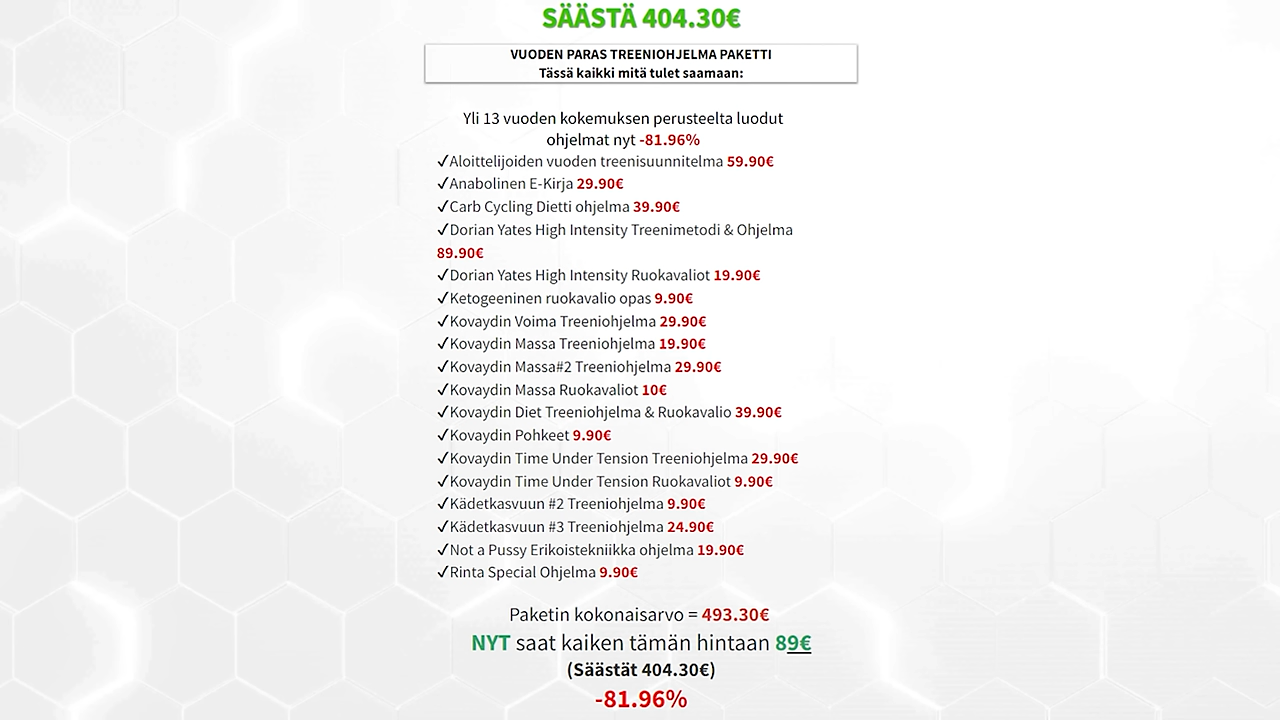 SÄÄSTÄ 404.30€
VUODEN PARAS TREENIOHJELMA PAKETTI
Tässä kaikki mitä tulet saamaan:
Yli 13 vuoden kokemuksen perusteelta luodut
ohjelmat nyt -81.96%
✓Aloittelijoiden vuoden treenisuunnitelma 59.90€
✓Anabolinen E-Kirja 29.90€
✓Carb Cycling Dietti ohjelma 39.90€
✓Dorian Yates High Intensity Treenimetodi & Ohjelma
89.90€
✓Dorian Yates High Intensity Ruokavaliot 19.90€
✓Ketogeeninen ruokavalio opas 9.90€
✓Kovaydin Voima Treeniohjelma 29.90€
✓Kovaydin Massa Treeniohjelma 19.90€
✓Kovaydin Massa#2 Treeniohjelma 29.90€
✓Kovaydin Massa Ruokavaliot 10€
✓Kovaydin Diet Treeniohjelma & Ruokavalio 39.90€
✓Kovaydin Pohkeet 9.90€
✓Kovaydin Time Under Tension Treeniohjelma 29.90€
✓Kovaydin Time Under Tension Ruokavaliot 9.90€
✓Kädetkasvuun #2 Treeniohjelma 9.90€
✓Kädetkasvuun #3 Treeniohjelma 24.90€
✓Not a Pussy Erikoistekniikka ohjelma 19.90€
✓Rinta Special Ohjelma 9.90€
Paketin kokonaisarvo = 493.30€
NYT saat kaiken tämän hintaan 89€
(Säästät 404.30€)
-81.96%